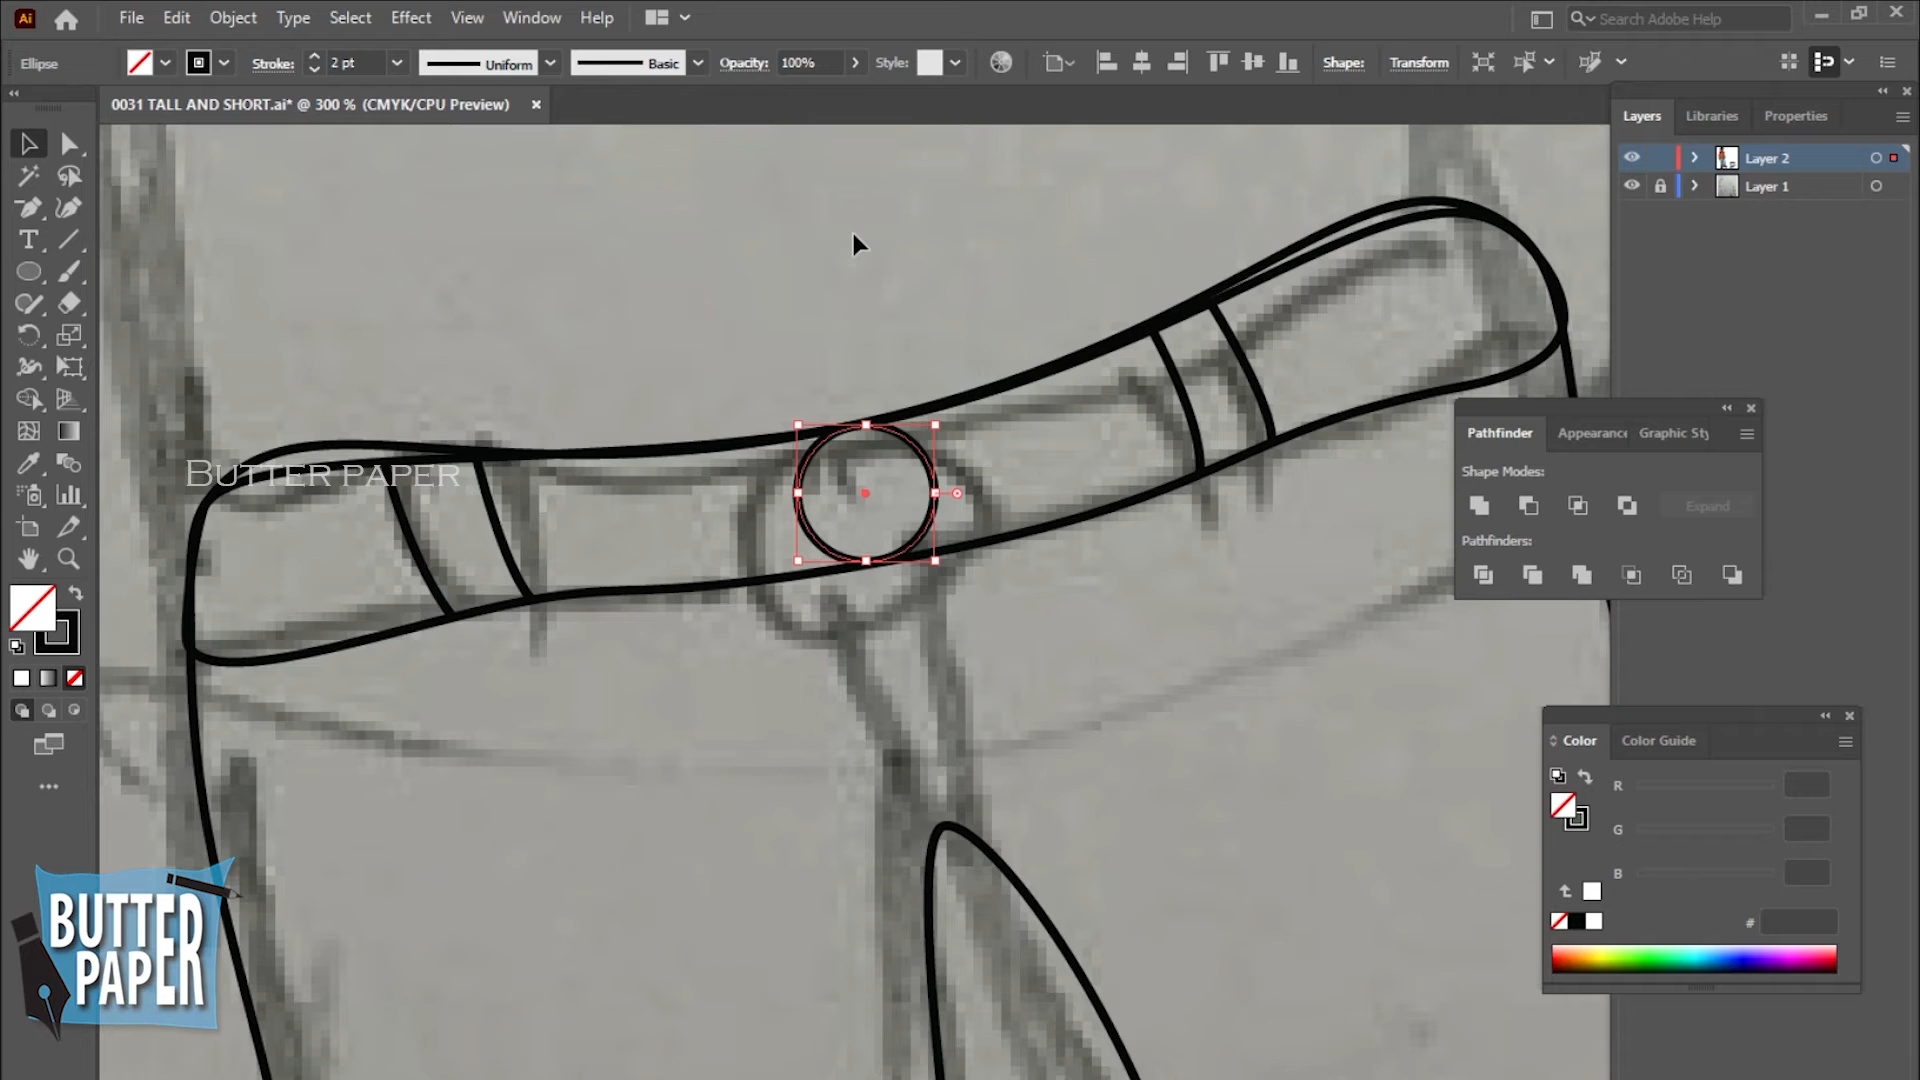 Ai
File Edit Object Type Select Effect View Window Help
Search Adobe Help
Ellipse Stroke: 2 pt Uniform Basic Opacity: 100% Style: Shape: Transform
0031 TALL AND SHORT.ai* @ 300 % (CMYK/CPU Preview)
Layers Libraries Properties
Layer 2
Layer 1
Pathfinder Appearanc Graphic Sty
Shape Modes:
Expand
Pathfinders:
BUTTER PAPER
Color Color Guide
R
G
B
#
BUTTER
PAPER